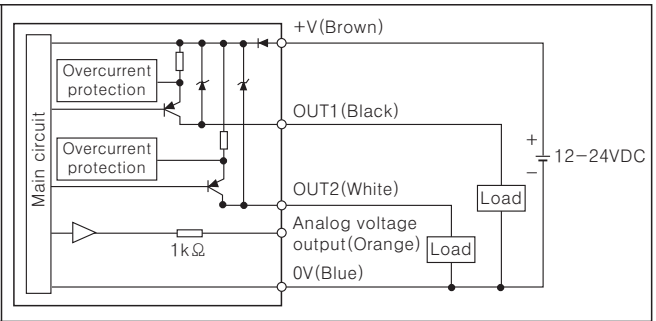 +V(Brown)
Overcurrent
protection
OUT1(Black)
Main circuit
Overcurrent
protection
+
12-24VDC
−
OUT2(White)
Load
Analog voltage
output(Orange)
Load
1kΩ
0V(Blue)